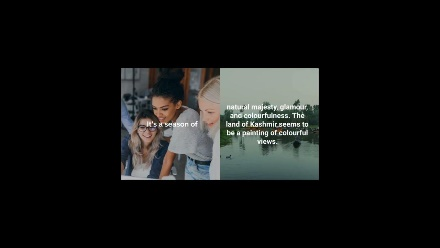 It's a season of
natural majesty, glamour,
and colourfulness. The
land of Kashmir,seems to
be a painting of colourful
views.